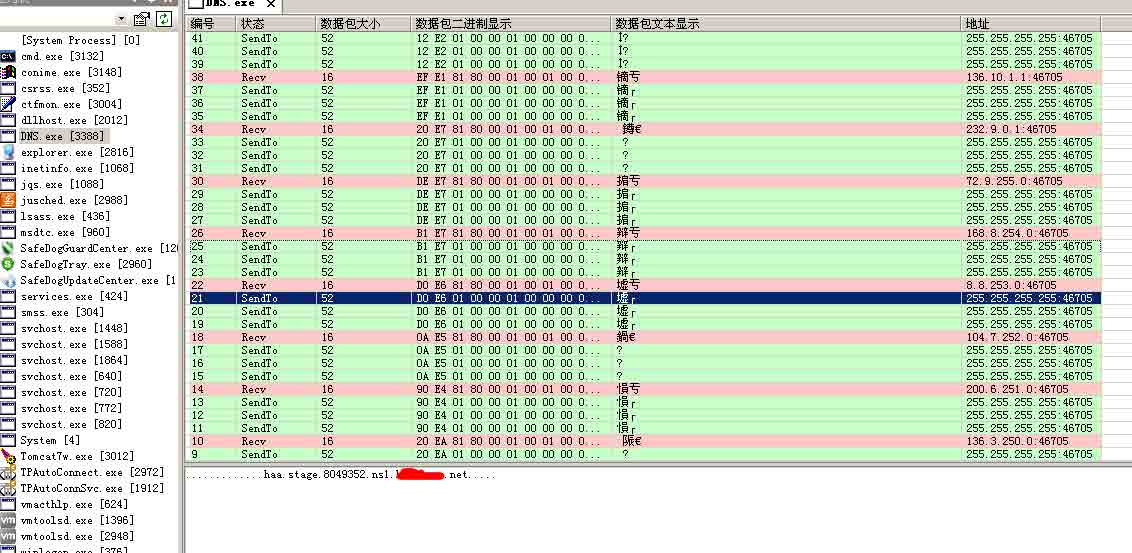 DNS.exe X
[System Process] [0]
cmd.exe [3132]
conime.exe [3148]
csrss.exe [352]
ctfmon.exe [3004]
dllhost.exe [2012]
DNS.exe [3388]
explorer.exe [2816]
inetinfo.exe [1068]
jqs.exe [1088]
jusched.exe [2988]
lsass.exe [436]
msdtc.exe [960]
SafeDogGuardCenter.exe [120
SafeDogTray.exe [2960]
SafeDogUpdateCenter.exe [1
services.exe [424]
smss.exe [304]
svchost.exe [1448]
svchost.exe [1588]
svchost.exe [1864]
svchost.exe [640]
svchost.exe [720]
svchost.exe [772]
svchost.exe [820]
System [4]
Tomcat7w.exe [3012]
TPAutoConnect.exe [2972]
TPAutoConnSvc.exe [1912]
vmacthlp.exe [624]
vmtoolsd.exe [1396]
vmtoolsd.exe [2948]
winlogon.exe [376]
编号 状态 数据包大小 数据包二进制显示 数据包文本显示 地址
41 SendTo 52 12 E2 01 00 00 01 00 00 00 0... ? 255.255.255.255:46705
40 SendTo 52 12 E2 01 00 00 01 00 00 00 0... ? 255.255.255.255:46705
39 SendTo 52 12 E2 01 00 00 01 00 00 00 0... ? 255.255.255.255:46705
38 Recv 16 EF E1 81 80 00 01 00 01 00 0... 136.10.1.1:46705
37 SendTo 52 EF E1 01 00 00 01 00 00 00 0... 255.255.255.255:46705
36 SendTo 52 EF E1 01 00 00 01 00 00 00 0... 255.255.255.255:46705
35 SendTo 52 EF E1 01 00 00 01 00 00 00 0... 255.255.255.255:46705
34 Recv 16 20 E7 81 80 00 01 00 01 00 0... 232.9.0.1:46705
33 SendTo 52 20 E7 01 00 00 01 00 00 00 0... ? 255.255.255.255:46705
32 SendTo 52 20 E7 01 00 00 01 00 00 00 0... ? 255.255.255.255:46705
31 SendTo 52 20 E7 01 00 00 01 00 00 00 0... ? 255.255.255.255:46705
30 Recv 16 DE E7 81 80 00 01 00 01 00 0... 72.9.255.0:46705
29 SendTo 52 DE E7 01 00 00 01 00 00 00 0... 255.255.255.255:46705
28 SendTo 52 DE E7 01 00 00 01 00 00 00 0... 255.255.255.255:46705
27 SendTo 52 DE E7 01 00 00 01 00 00 00 0... 255.255.255.255:46705
26 Recv 16 B1 E7 81 80 00 01 00 01 00 0... 辩亐 168.8.254.0:46705
25 SendTo 52 B1 E7 01 00 00 01 00 00 00 0... 辩┌ 255.255.255.255:46705
24 SendTo 52 B1 E7 01 00 00 01 00 00 00 0... 辩┌ 255.255.255.255:46705
23 SendTo 52 B1 E7 01 00 00 01 00 00 00 0... 辩┌ 255.255.255.255:46705
22 Recv 16 D0 E6 81 80 00 01 00 01 00 0... 墟亐 8.8.253.0:46705
21 SendTo 52 D0 E6 01 00 00 01 00 00 00 0... 墟┌ 255.255.255.255:46705
20 SendTo 52 D0 E6 01 00 00 01 00 00 00 0... 墟┌ 255.255.255.255:46705
19 SendTo 52 D0 E6 01 00 00 01 00 00 00 0... 墟┌ 255.255.255.255:46705
18 Recv 16 0A E5 81 80 00 01 00 01 00 0... 104.7.252.0:46705
17 SendTo 52 0A E5 01 00 00 01 00 00 00 0... ? 255.255.255.255:46705
16 SendTo 52 0A E5 01 00 00 01 00 00 00 0... ? 255.255.255.255:46705
15 SendTo 52 0A E5 01 00 00 01 00 00 00 0... ? 255.255.255.255:46705
14 Recv 16 90 E4 81 80 00 01 00 01 00 0... 200.6.251.0:46705
13 SendTo 52 90 E4 01 00 00 01 00 00 00 0... 255.255.255.255:46705
12 SendTo 52 90 E4 01 00 00 01 00 00 00 0... 255.255.255.255:46705
11 SendTo 52 90 E4 01 00 00 01 00 00 00 0... 255.255.255.255:46705
10 Recv 16 20 EA 81 80 00 01 00 01 00 0... 136.3.250.0:46705
9 SendTo 52 20 EA 01 00 00 01 00 00 00 0... ? 255.255.255.255:46705
.............haa.stage.8049352.ns1. .net.....